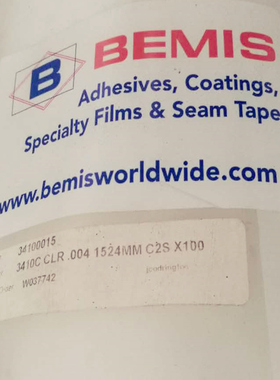 B BEMIS
Adhesives, Coatings,
Specialty Films & Seam Tape
www.bemisworldwide.com
34100015
3410C CLR .004 1524MM C2S X100
W037742